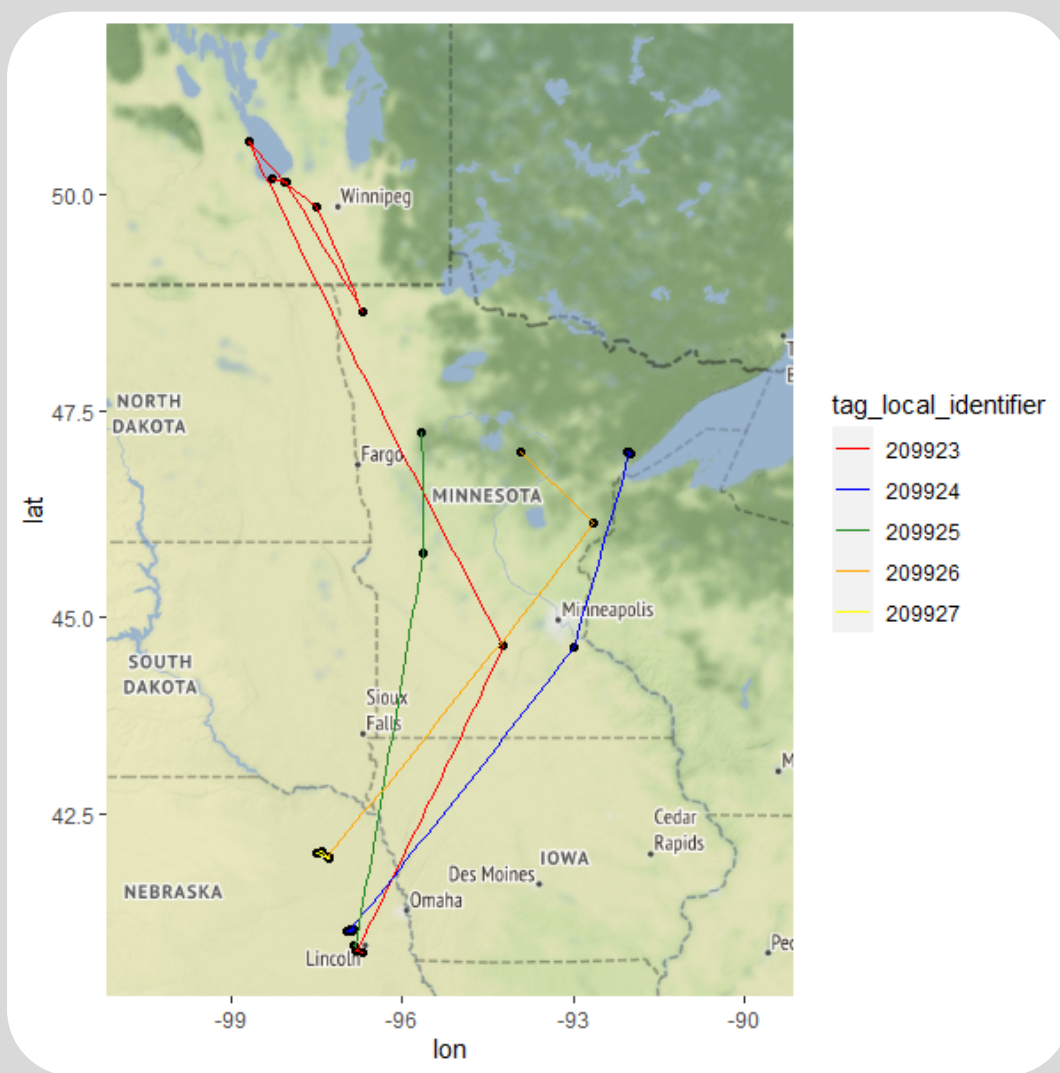 50.0
47.5
45.0
42.5
lat
-99
-96
-93
-90
lon
Winnipeg
NORTH
DAKOTA
Fargo
MINNESOTA
Minneapolis
SOUTH
DAKOTA
Sioux
Falls
Cedar
Rapids
Des Moines
IOWA
NEBRASKA
Omaha
Lincoln
T
E
M
Pec
tag_local_identifier
209923
209924
209925
209926
209927